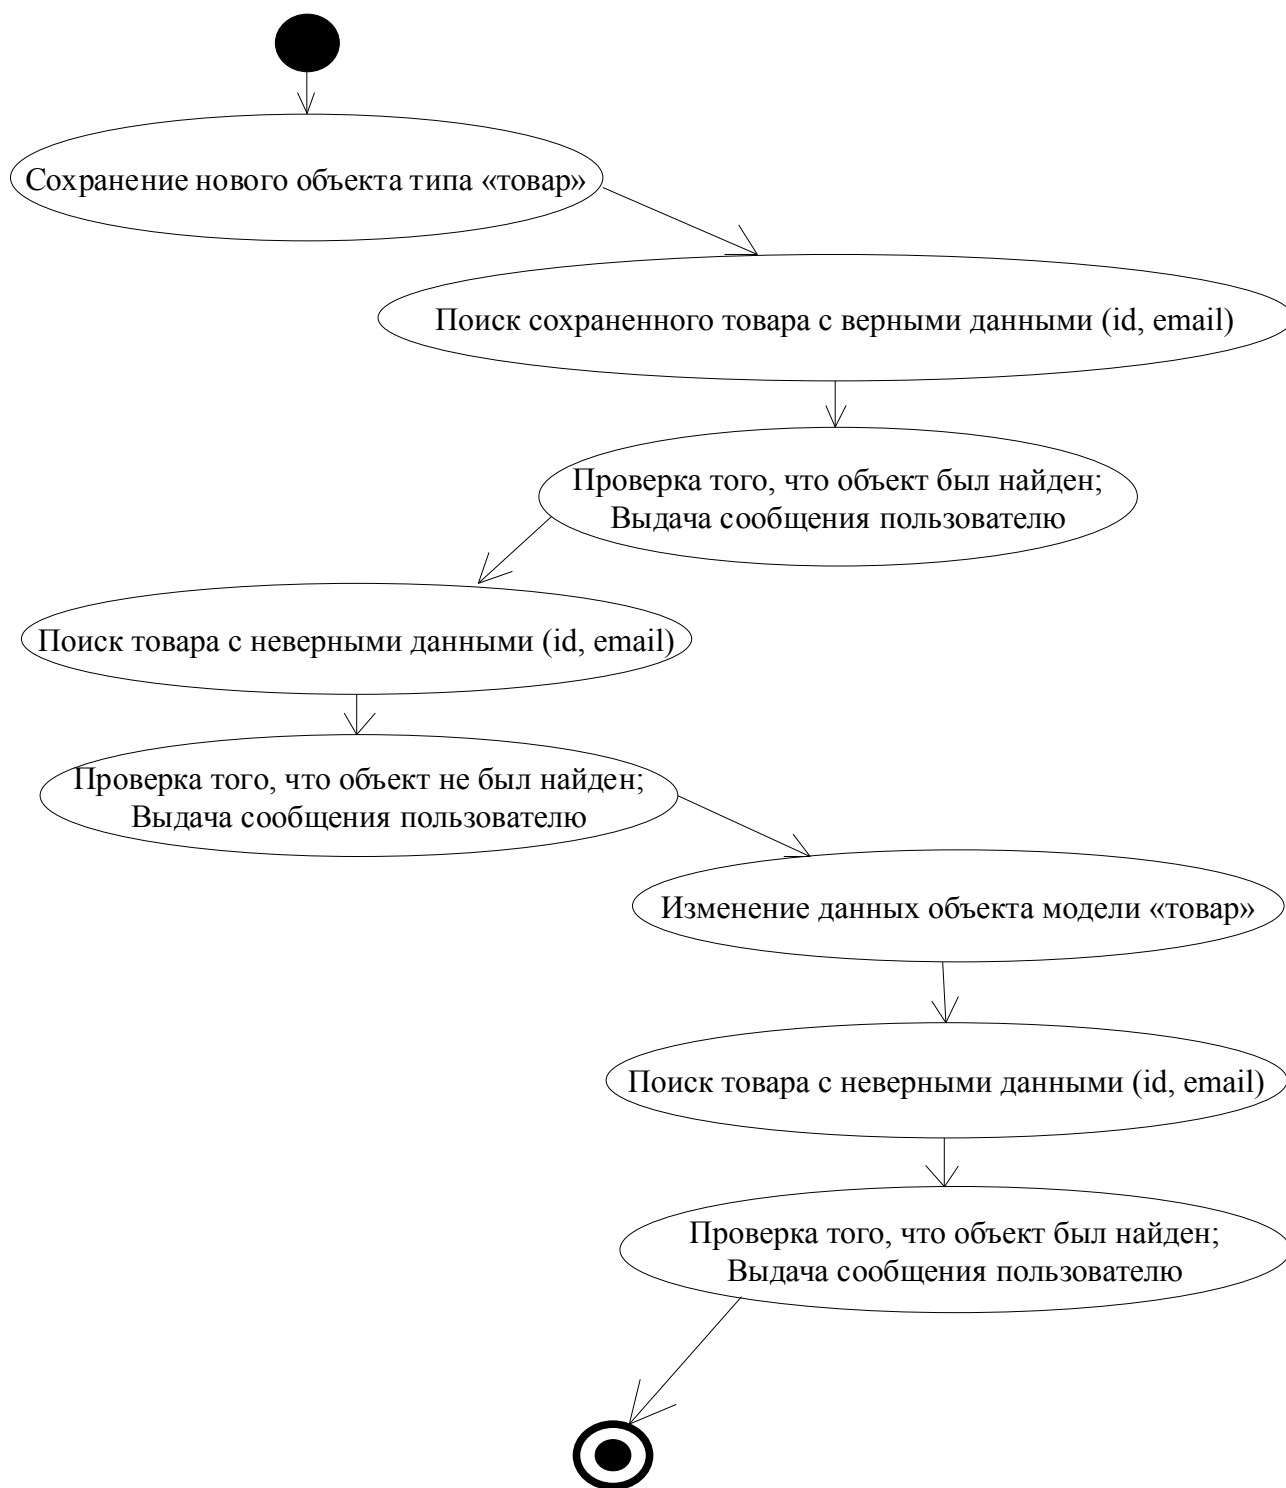 Сохранение нового объекта типа «товар»
Поиск сохраненного товара с верными данными (id, email)
Проверка того, что объект был найден;
Выдача сообщения пользователю
Поиск товара с неверными данными (id, email)
Проверка того, что объект не был найден;
Выдача сообщения пользователю
Изменение данных объекта модели «товар»
Поиск товара с неверными данными (id, email)
Проверка того, что объект был найден;
Выдача сообщения пользователю